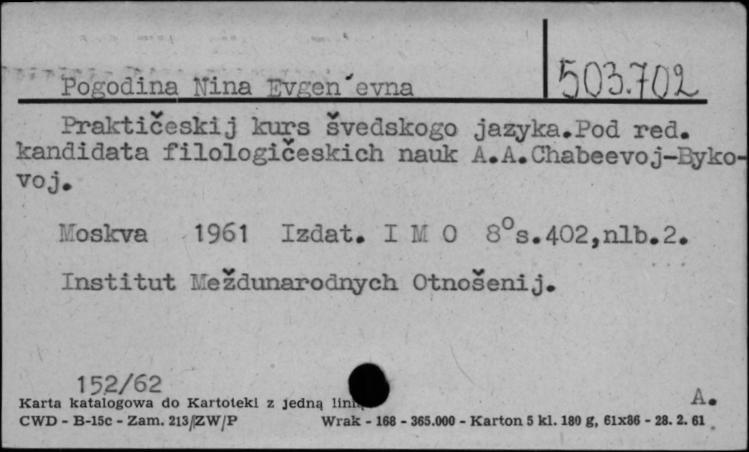 Pogodina Nina Evgen´evna
503.702
Praktičeskij kurs švedskogo jazyka.Pod red.
kandidata filologičeskich nauk A.A.Chabeevoj-Byko-
voj.
Moskva 1961 Izdat. I M O 8°s.402,nlb.2.
Institut Meždunarodnych Otnošenij.
152/62
A.
Karta katalogowa do Kartoteki z jedną
CWD - B-15c - Zam. 213/ZW/P Wrak - 168 - 365.000 - Karton 5 kl. 180 g, 61x86 - 28. 2. 61